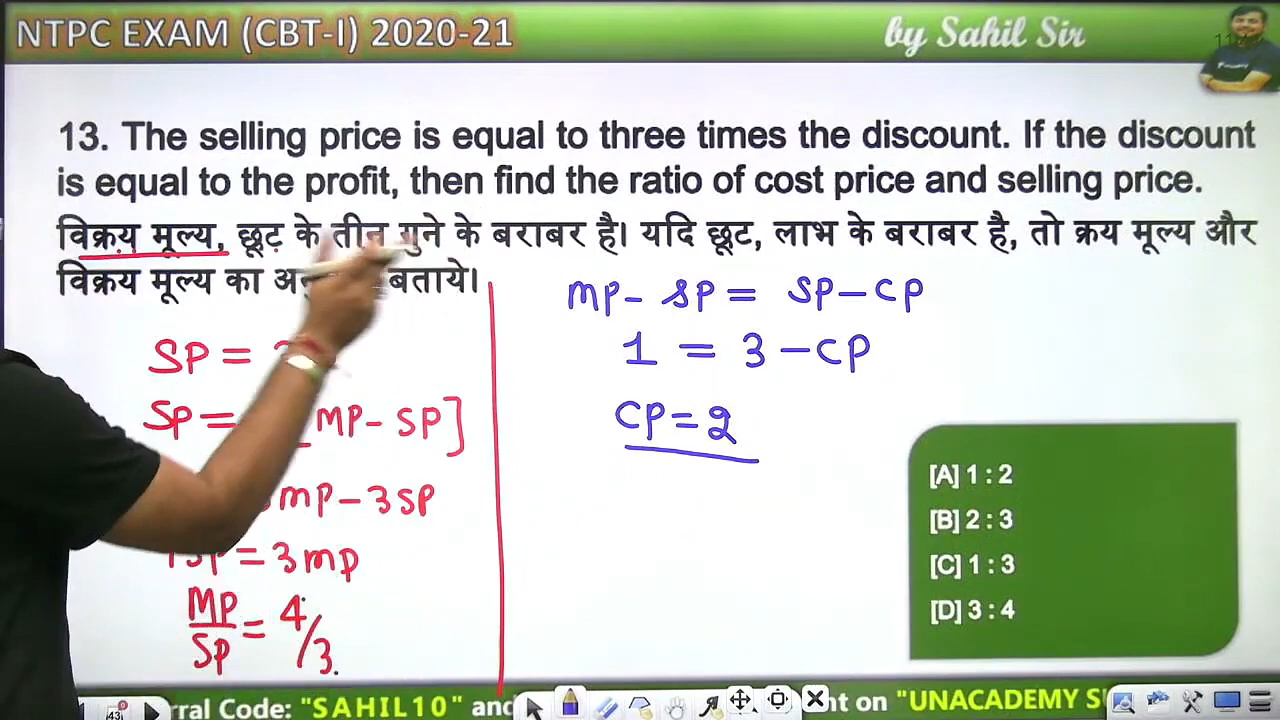 NTPC EXAM (CBT-I) 2020-21
by Sahil Sir
13. The selling price is equal to three times the discount. If the discount
is equal to the profit, then find the ratio of cost price and selling price.
विक्रय मूल्य, छूट के तीन गुने के बराबर है। यदि छूट, लाभ के बराबर है, तो क्रय मूल्य और
विक्रय मूल्य का बताये।
SP =
SP = MP - SP]
mp - 3SP
= 3mp
MP/SP = 4/3
MP - SP = SP - CP
1 = 3 - CP
CP = 2
[A] 1 : 2
[B] 2 : 3
[C] 1 : 3
[D] 3 : 4
Code: "SAHIL10" and
on "UNACADEMY
43